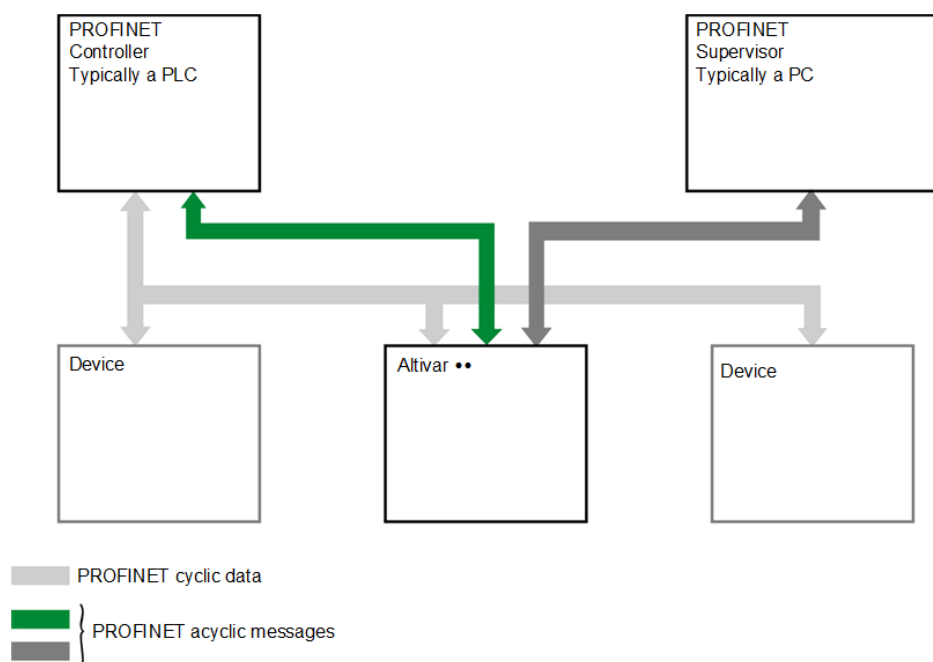 PROFINET
Controller
Typically a PLC
PROFINET
Supervisor
Typically a PC
Device
Altivar ••
Device
PROFINET cyclic data
PROFINET acyclic messages